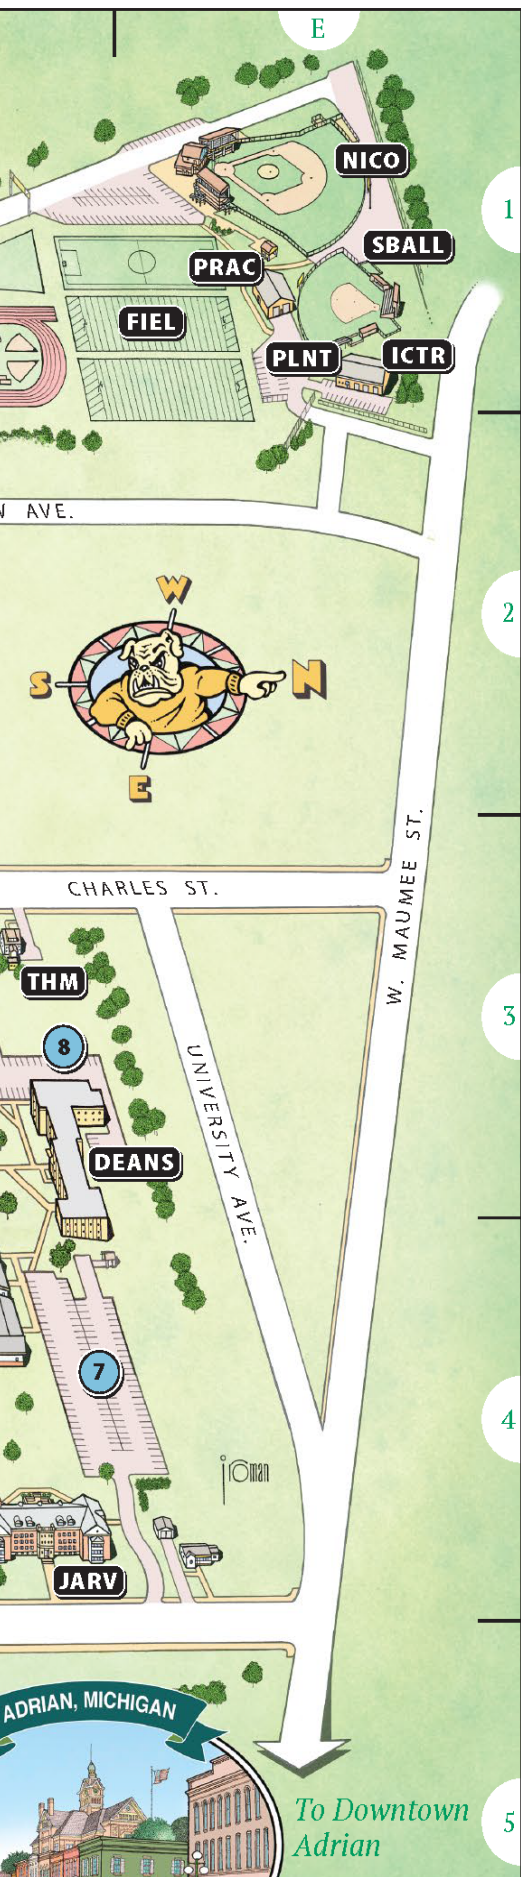 E
NICO
1
SBALL
PRAC
FIEL
PLNT
ICTR
AVE.
W
2
S
N
E
W. MAUMEE ST.
CHARLES ST.
THM
3
8
UNIVERSITY AVE.
DEANS
7
4
jroman
JARV
ADRIAN, MICHIGAN
To Downtown
Adrian
5